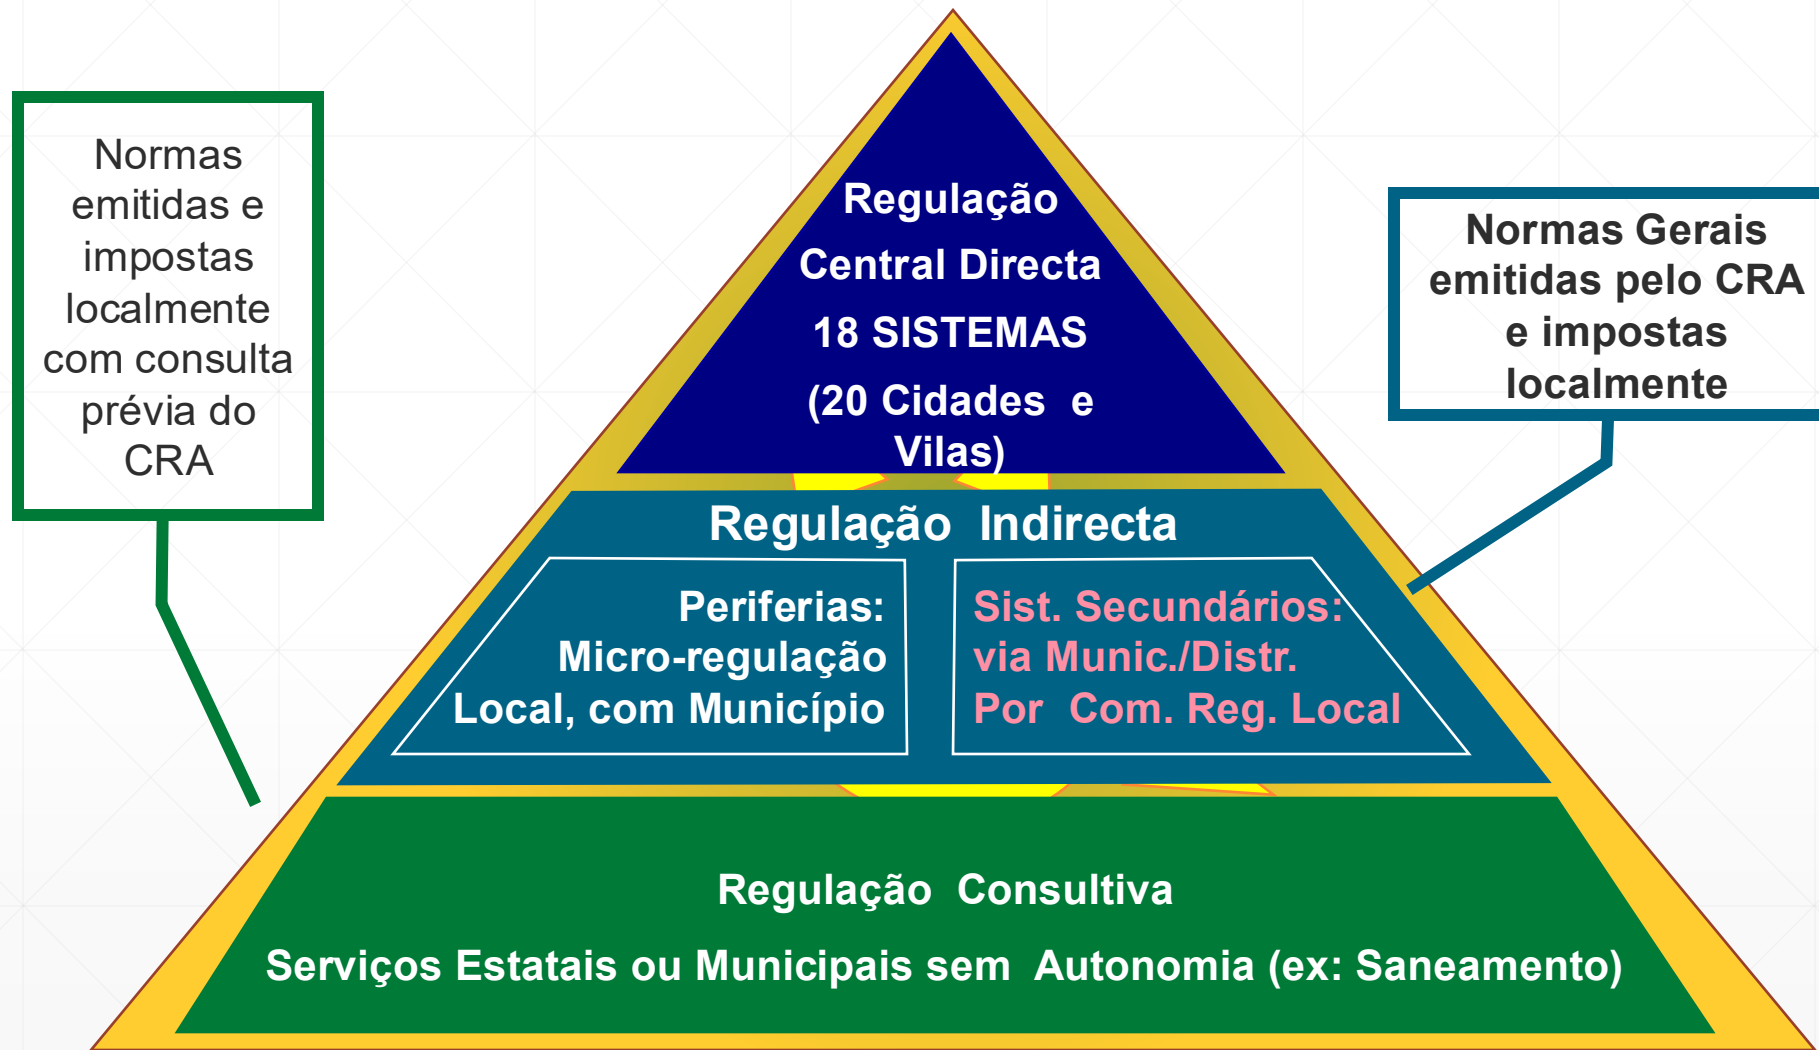 Normas
emitidas e
impostas
localmente
com consulta
prévia do
CRA
Regulação
Central Directa
18 SISTEMAS
(20 Cidades e
Vilas)
Normas Gerais
emitidas pelo CRA
e impostas
localmente
Regulação Indirecta
Periferias:
Micro-regulação
Local, com Município
Sist. Secundários:
via Munic./Distr.
Por Com. Reg. Local
Regulação Consultiva
Serviços Estatais ou Municipais sem Autonomia (ex: Saneamento)